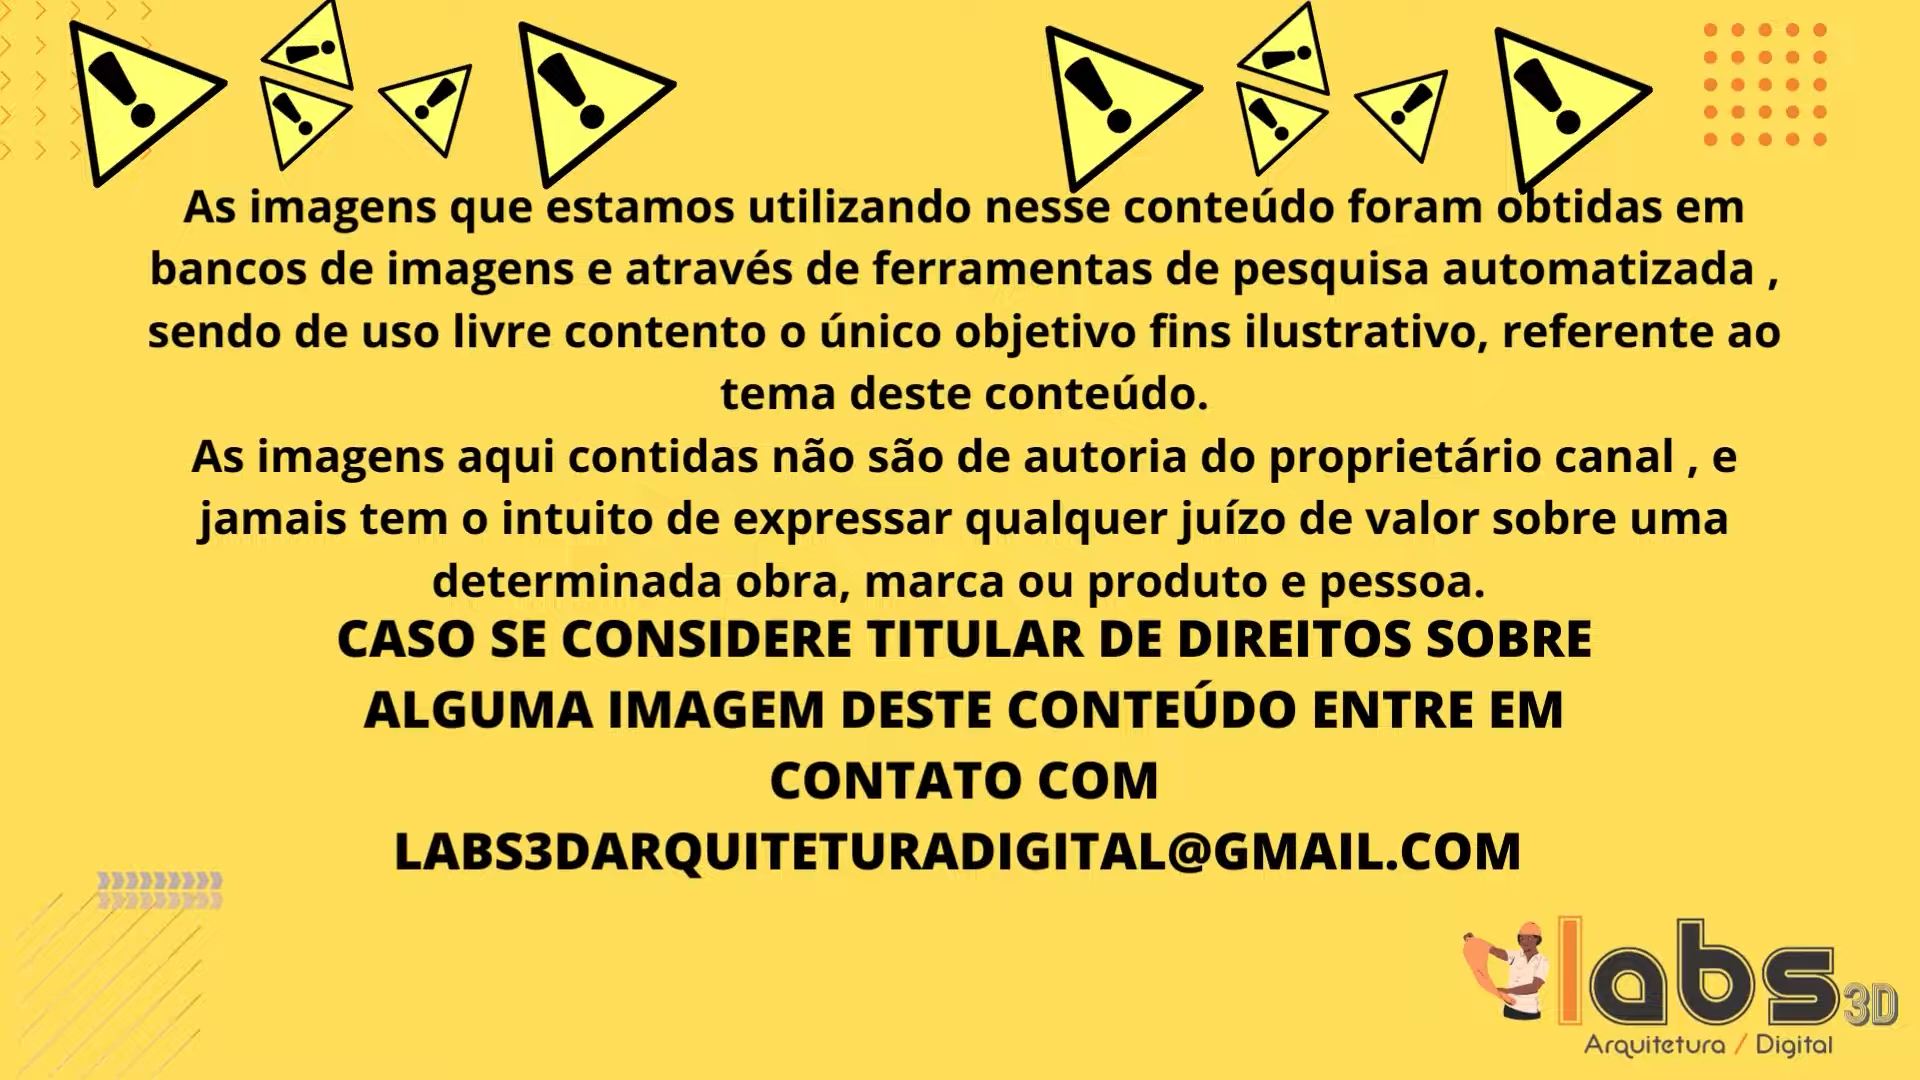 As imagens que estamos utilizando nesse conteúdo foram obtidas em
bancos de imagens e através de ferramentas de pesquisa automatizada ,
sendo de uso livre contento o único objetivo fins ilustrativo, referente ao
tema deste conteúdo.
As imagens aqui contidas não são de autoria do proprietário canal , e
jamais tem o intuito de expressar qualquer juízo de valor sobre uma
determinada obra, marca ou produto e pessoa.
CASO SE CONSIDERE TITULAR DE DIREITOS SOBRE
ALGUMA IMAGEM DESTE CONTEÚDO ENTRE EM
CONTATO COM
LABS3DARQUITETURADIGITAL@GMAIL.COM
labs 3D
Arquitetura / Digital